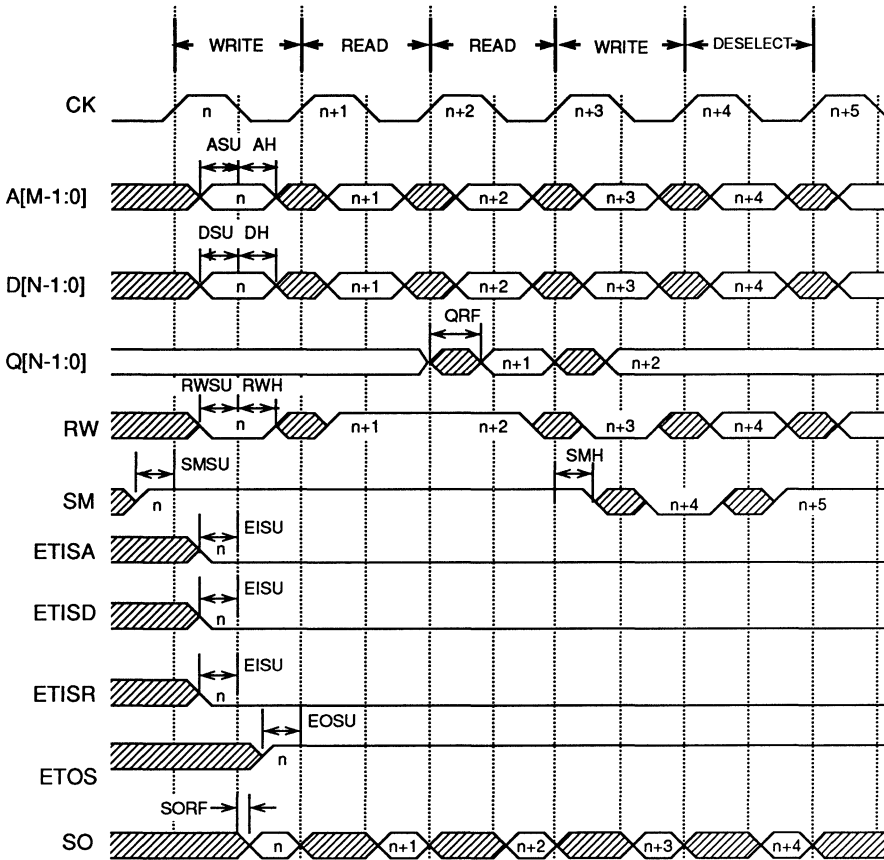 WRITE READ READ WRITE DESELECT
CK n n+1 n+2 n+3 n+4 n+5
ASU AH
A[M-1:0] n n+1 n+2 n+3 n+4
DSU DH
D[N-1:0] n n+1 n+2 n+3 n+4
QRF
Q[N-1:0] n+1 n+2
RWSU RWH
RW n n+1 n+2 n+3 n+4
SMSU SMH
SM n n+4 n+5
EISU
ETISA n
EISU
ETISD n
EISU
ETISR n
EOSU
ETOS n
SORF
SO n n+1 n+2 n+3 n+4